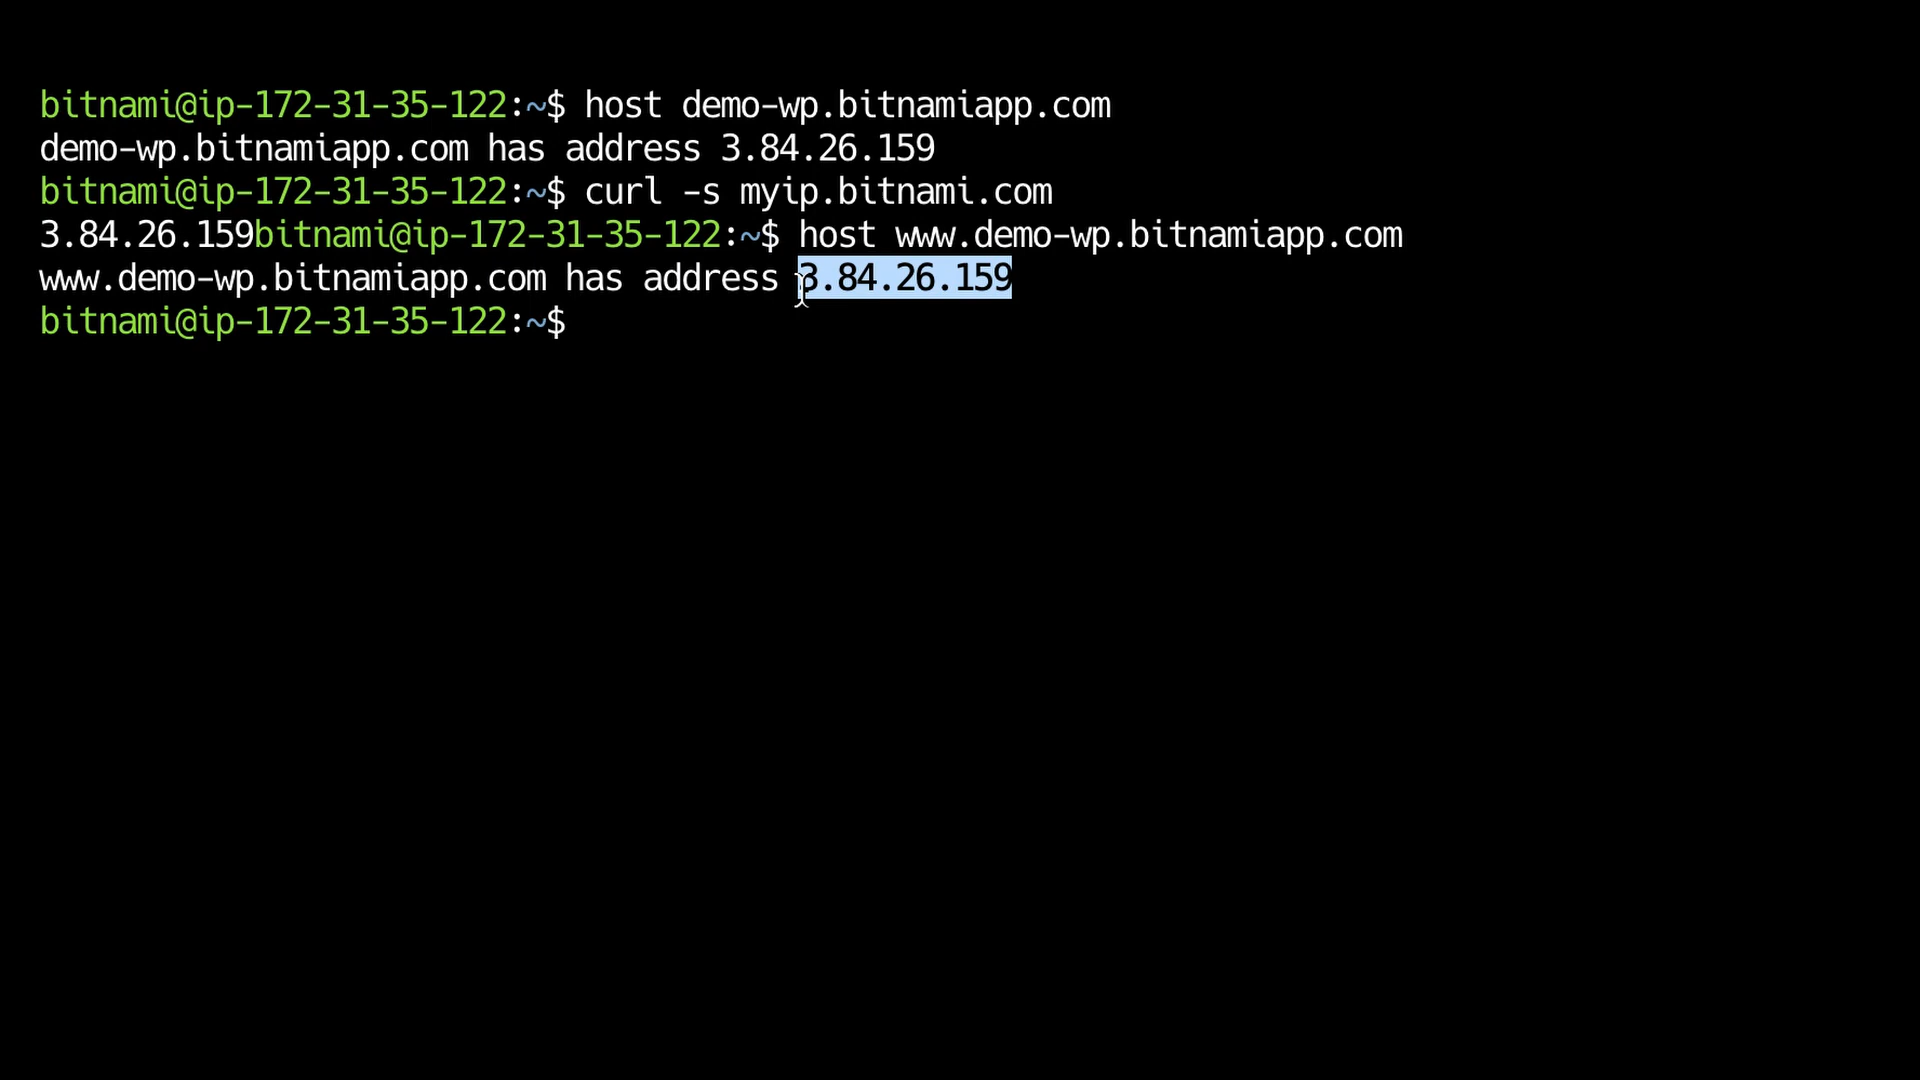 bitnami@ip-172-31-35-122:~$ host demo-wp.bitnamiapp.com
demo-wp.bitnamiapp.com has address 3.84.26.159
bitnami@ip-172-31-35-122:~$ curl -s myip.bitnami.com
3.84.26.159bitnami@ip-172-31-35-122:~$ host www.demo-wp.bitnamiapp.com
www.demo-wp.bitnamiapp.com has address 3.84.26.159
bitnami@ip-172-31-35-122:~$